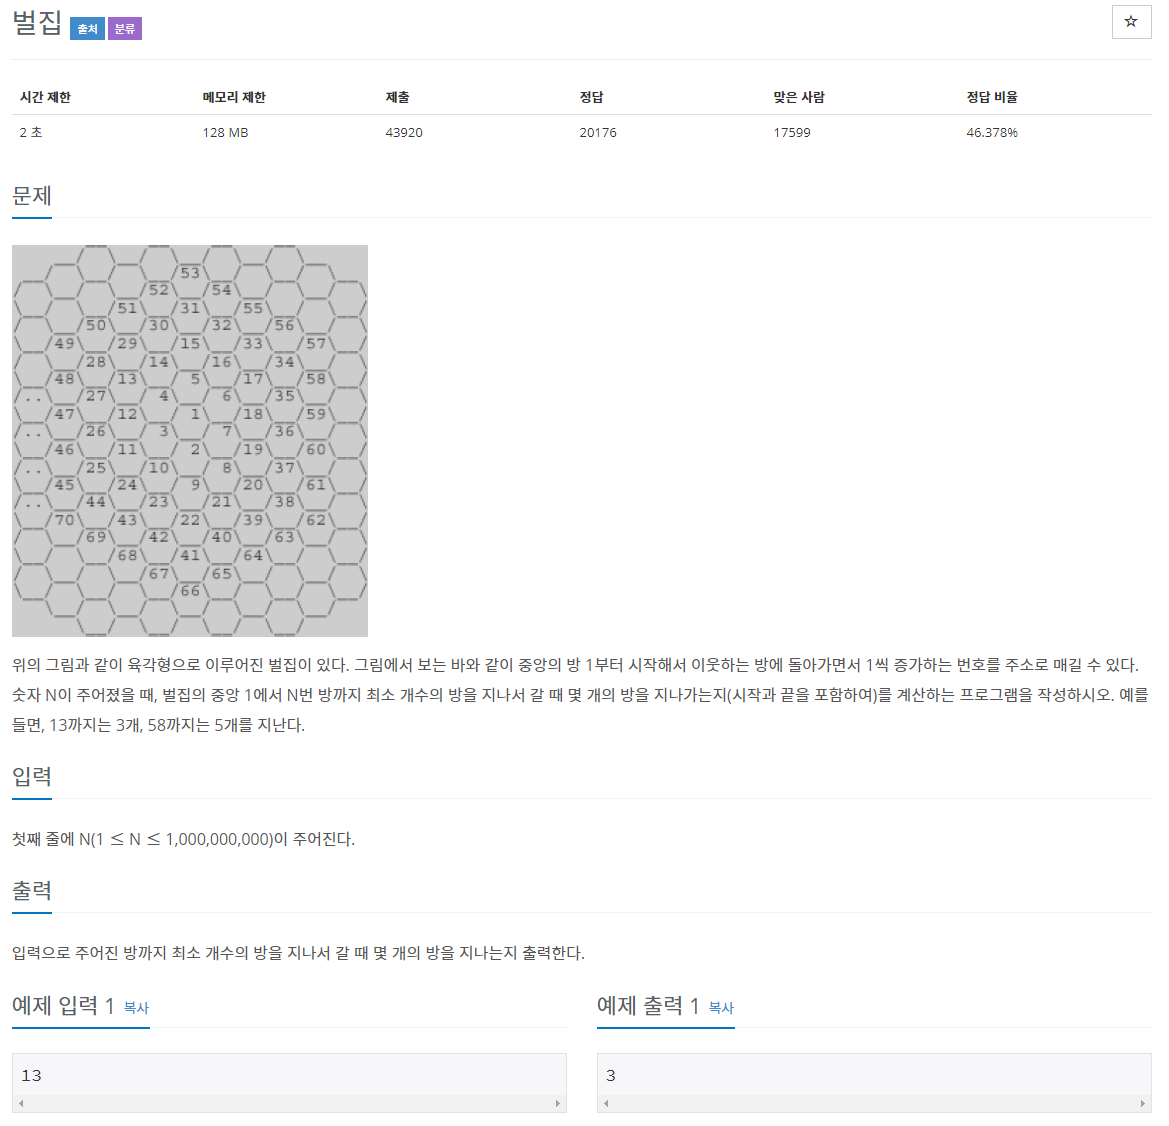 벌집 출처 분류
☆
시간 제한 메모리 제한 제출 정답 맞은 사람 정답 비율
2 초 128 MB 43920 20176 17599 46.378%
문제
53
52 54
51 31 55
50 30 32 56
49 29 15 33 57
28 14 16 34
48 13 5 17 58
.. 27 4 6 35
47 12 1 18 59
.. 26 3 7 36
46 11 2 19 60
.. 25 10 8 37
45 24 9 20 61
.. 44 23 21 38
70 43 22 39 62
69 42 40 63
68 41 64
67 65
66
위의 그림과 같이 육각형으로 이루어진 벌집이 있다. 그림에서 보는 바와 같이 중앙의 방 1부터 시작해서 이웃하는 방에 돌아가면서 1씩 증가하는 번호를 주소로 매길 수 있다.
숫자 N이 주어졌을 때, 벌집의 중앙 1에서 N번 방까지 최소 개수의 방을 지나서 갈 때 몇 개의 방을 지나가는지(시작과 끝을 포함하여)를 계산하는 프로그램을 작성하시오. 예를
들면, 13까지는 3개, 58까지는 5개를 지난다.
입력
첫째 줄에 N(1 ≤ N ≤ 1,000,000,000)이 주어진다.
출력
입력으로 주어진 방까지 최소 개수의 방을 지나서 갈 때 몇 개의 방을 지나는지 출력한다.
예제 입력 1 복사
13
예제 출력 1 복사
3